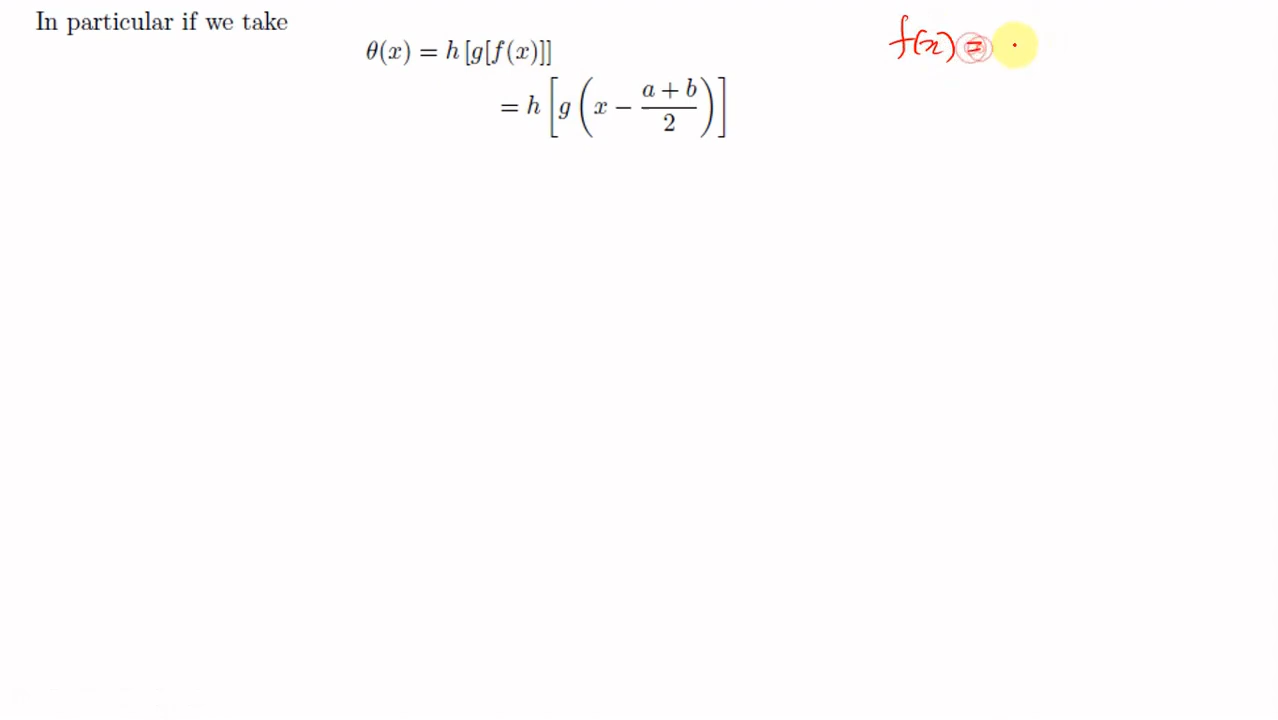 In particular if we take
θ(x) = h [g[f(x)]]
f(x) =
= h [g (x − (a + b)/2)]